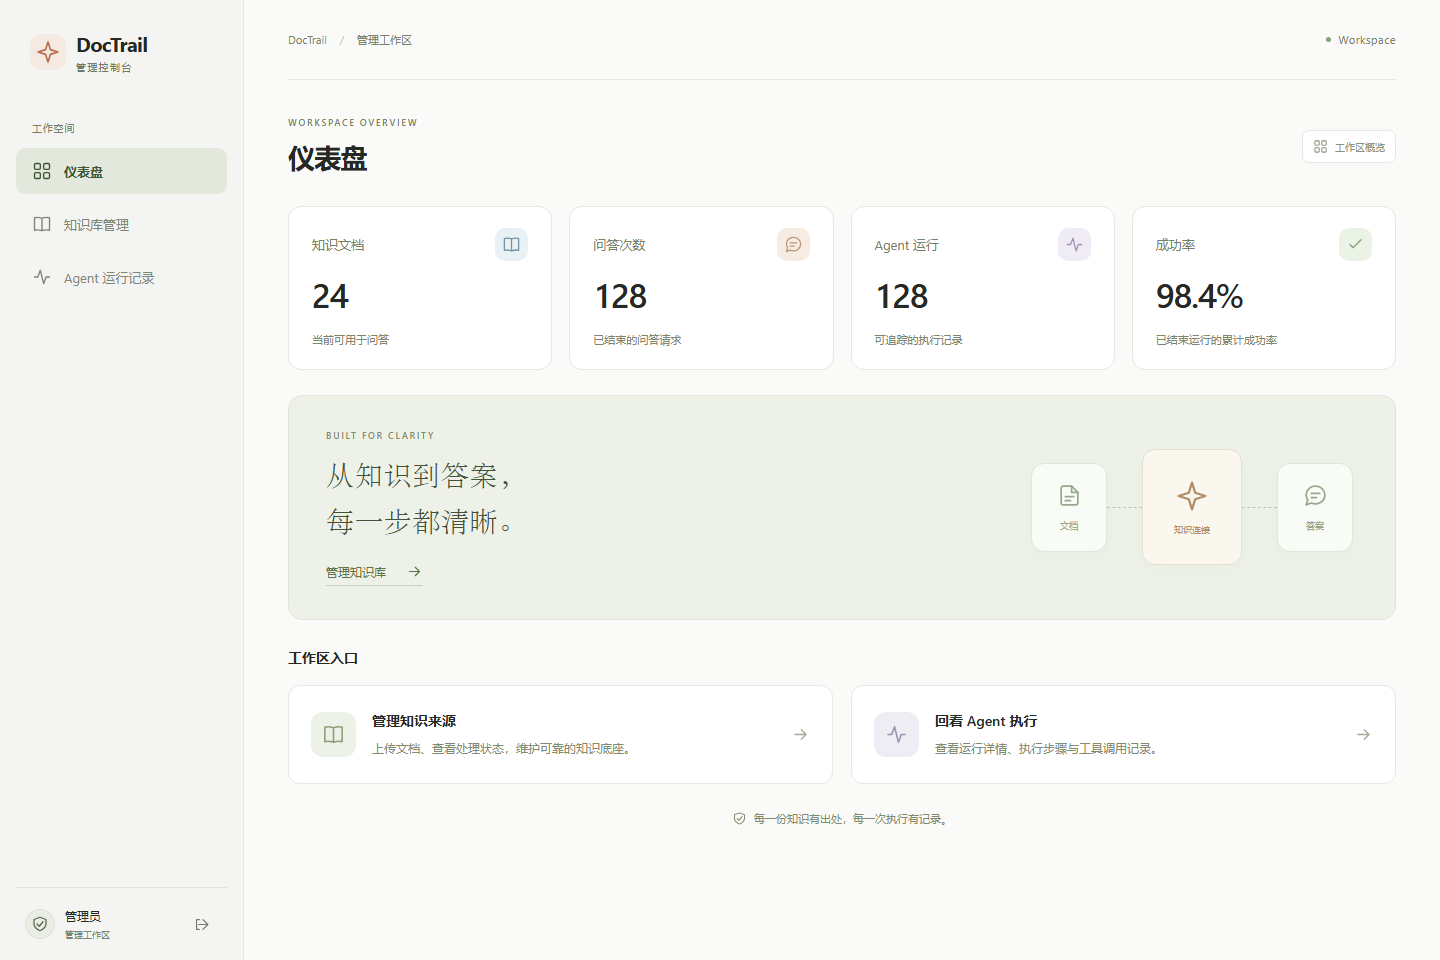 DocTrail
管理控制台
工作空间
仪表盘
知识库管理
Agent 运行记录
管理员
管理工作区
DocTrail / 管理工作区
Workspace
WORKSPACE OVERVIEW
仪表盘
工作区概览
知识文档
24
当前可用于问答
问答次数
128
已结束的问答请求
Agent 运行
128
可追踪的执行记录
成功率
98.4%
已结束运行的累计成功率
BUILT FOR CLARITY
从知识到答案，
每一步都清晰。
管理知识库
文档
知识连接
答案
工作区入口
管理知识来源
上传文档、查看处理状态，维护可靠的知识底座。
回看 Agent 执行
查看运行详情、执行步骤与工具调用记录。
每一份知识有出处，每一次执行有记录。